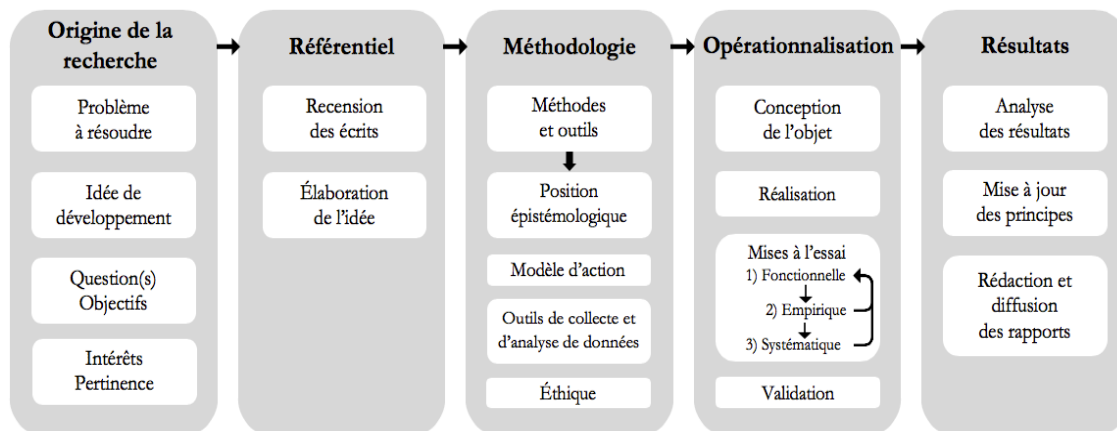 Origine de la
recherche
Problème
à résoudre
Idée de
développement
Question(s)
Objectifs
Intérêts
Pertinence
Référentiel
Recension
des écrits
Élaboration
de l'idée
Méthodologie
Méthodes
et outils
Position
épistémologique
Modèle d'action
Outils de collecte et
d'analyse de données
Éthique
Opérationnalisation
Conception
de l'objet
Réalisation
Mises à l'essai
1) Fonctionnelle
2) Empirique
3) Systématique
Validation
Résultats
Analyse
des résultats
Mise à jour
des principes
Rédaction et
diffusion
des rapports